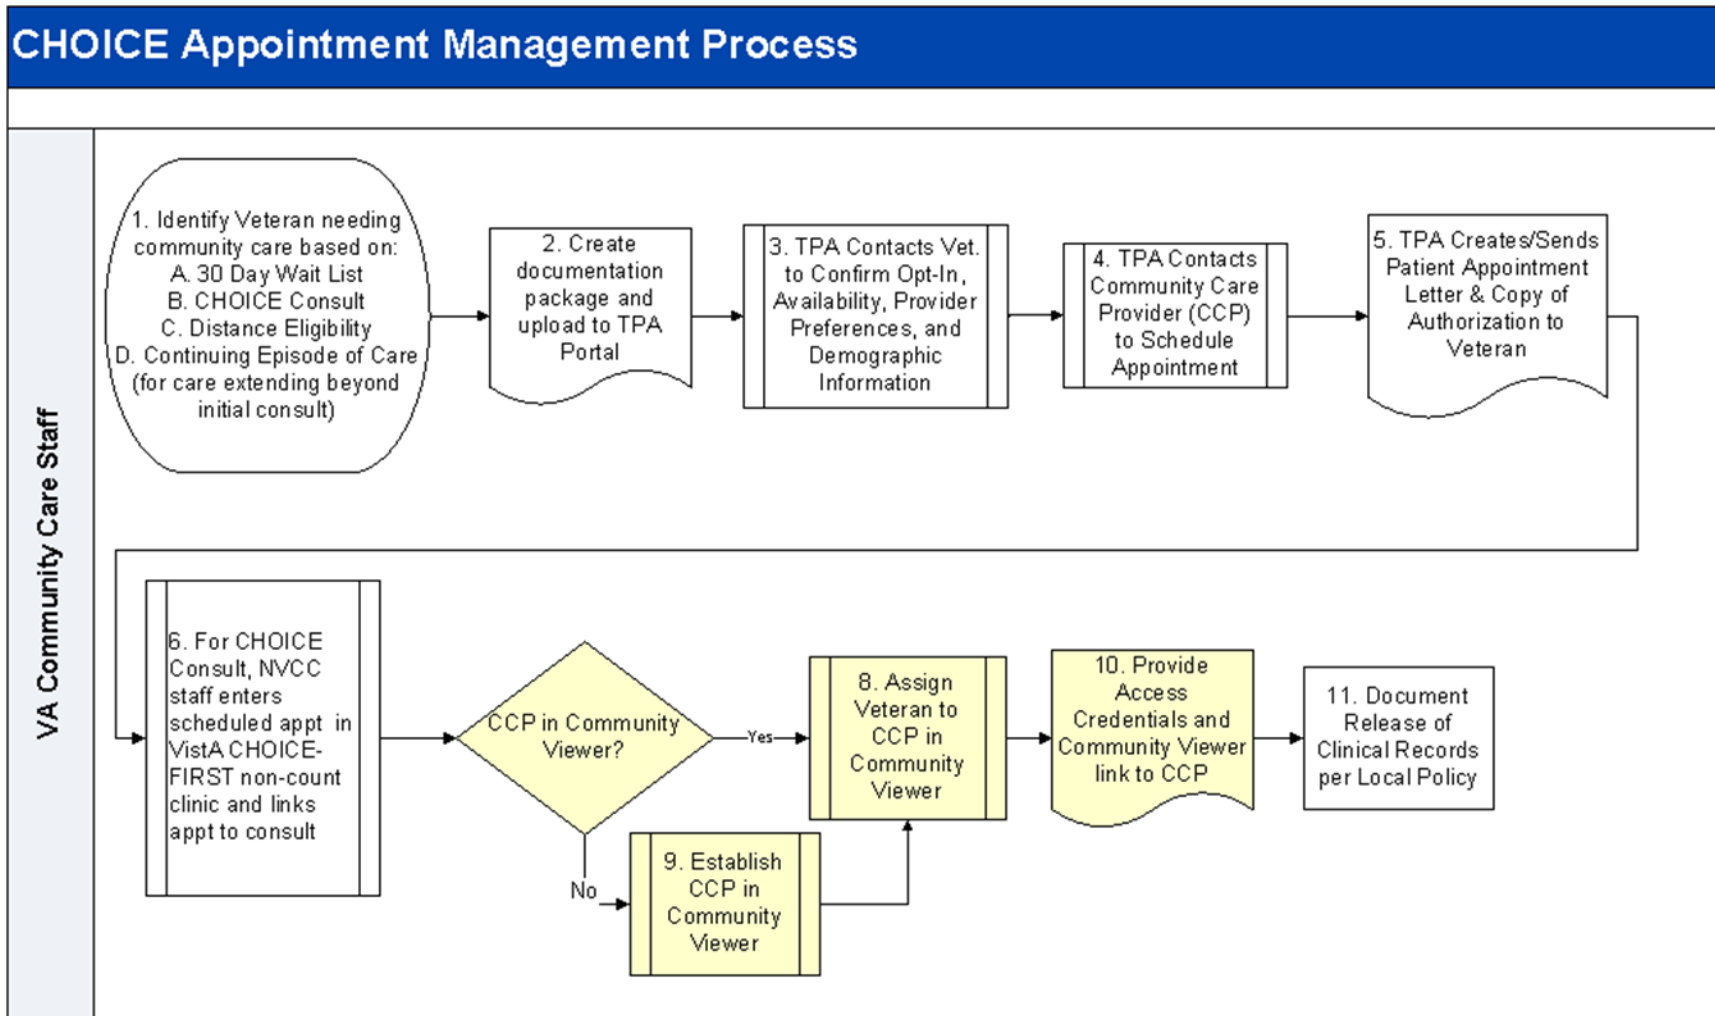 CHOICE Appointment Management Process
VA Community Care Staff
1. Identify Veteran needing
community care based on:
A. 30 Day Wait List
B. CHOICE Consult
C. Distance Eligibility
D. Continuing Episode of Care
(for care extending beyond
initial consult)
2. Create
documentation
package and
upload to TPA
Portal
3. TPA Contacts Vet.
to Confirm Opt-In,
Availability, Provider
Preferences, and
Demographic
Information
4. TPA Contacts
Community Care
Provider (CCP)
to Schedule
Appointment
5. TPA Creates/Sends
Patient Appointment
Letter & Copy of
Authorization to
Veteran
6. For CHOICE
Consult, NVCC
staff enters
scheduled appt in
VistA CHOICE-
FIRST non-count
clinic and links
appt to consult
CCP in Community
Viewer?
Yes
No
8. Assign
Veteran to
CCP in
Community
Viewer
9. Establish
CCP in
Community
Viewer
10. Provide
Access
Credentials and
Community Viewer
link to CCP
11. Document
Release of
Clinical Records
per Local Policy